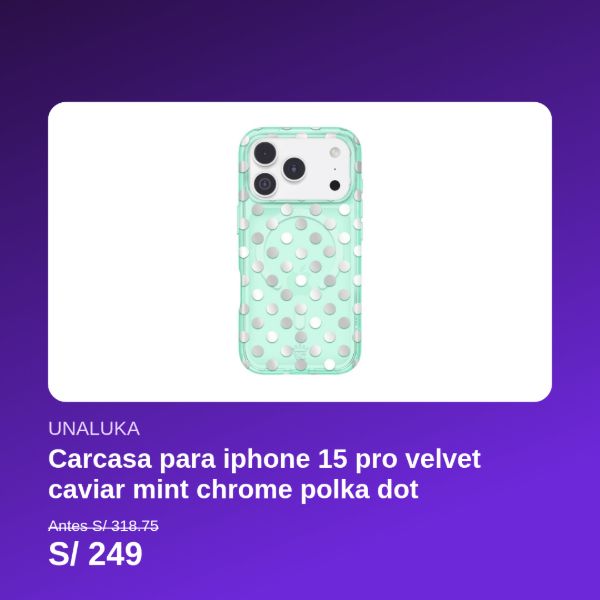 UNALUKA
Carcasa para iphone 15 pro velvet
caviar mint chrome polka dot
Antes S/ 318.75
S/ 249